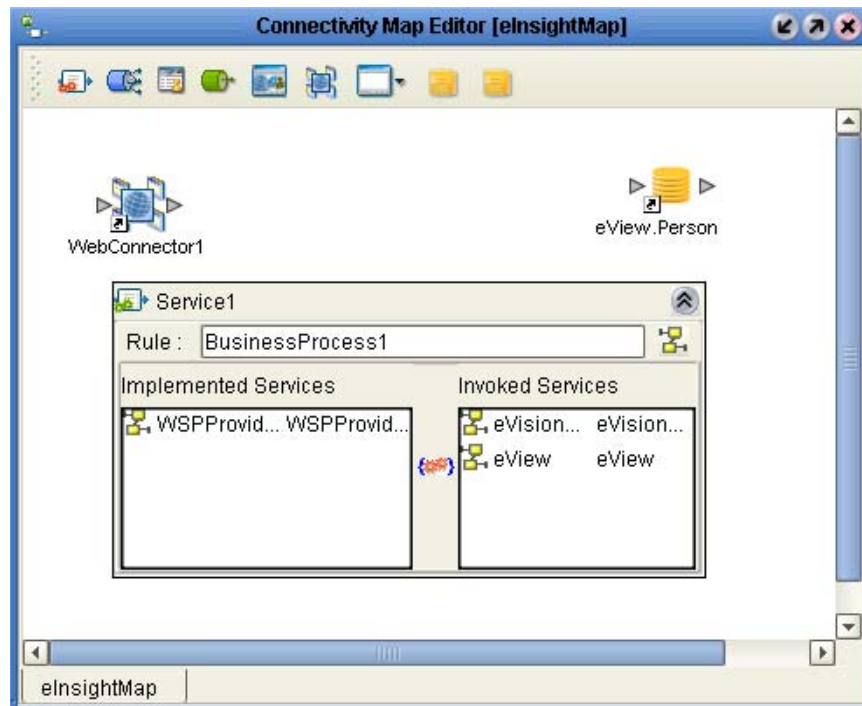 Connectivity Map Editor [eInsightMap]
WebConnector1
eView.Person
Service1
Rule : BusinessProcess1
Implemented Services
Invoked Services
WSPProvid... WSPProvid...
eVision... eVision...
eView eView
eInsightMap